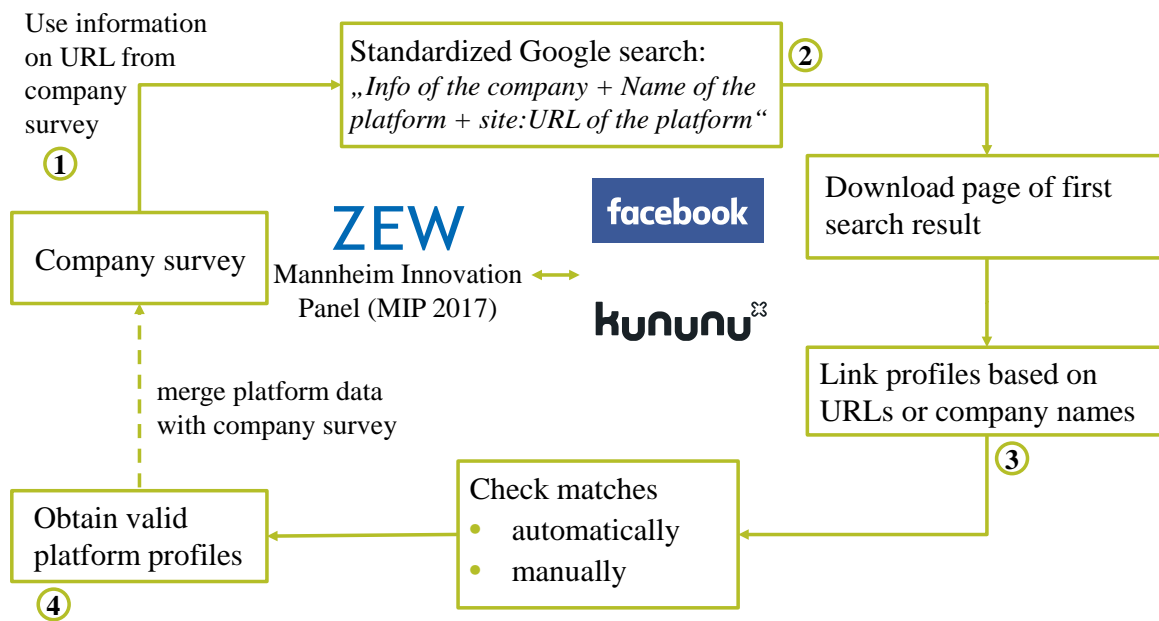 Use information
on URL from
company
survey
1
Standardized Google search:
„Info of the company + Name of the
platform + site:URL of the platform“
2
Download page of first
search result
Company survey
ZEW
Mannheim Innovation
Panel (MIP 2017)
facebook
kununu
Link profiles based on
URLs or company names
3
merge platform data
with company survey
Check matches
• automatically
• manually
Obtain valid
platform profiles
4